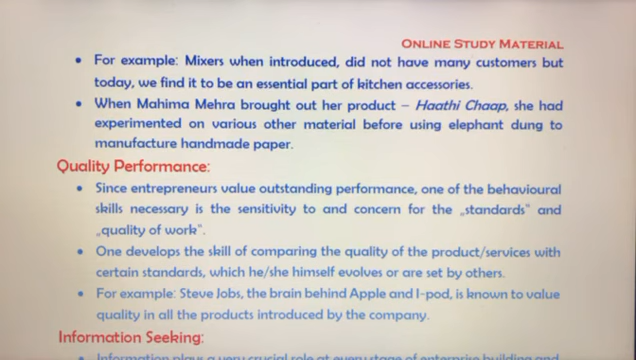 ONLINE STUDY MATERIAL
• For example: Mixers when introduced, did not have many customers but
today, we find it to be an essential part of kitchen accessories.
• When Mahima Mehra brought out her product – Haathi Chaap, she had
experimented on various other material before using elephant dung to
manufacture handmade paper.
Quality Performance:
• Since entrepreneurs value outstanding performance, one of the behavioural
skills necessary is the sensitivity to and concern for the „standards" and
„quality of work".
• One develops the skill of comparing the quality of the product/services with
certain standards, which he/she himself evolves or are set by others.
• For example: Steve Jobs, the brain behind Apple and I-pod, is known to value
quality in all the products introduced by the company.
Information Seeking:
• Information plays a very crucial role at every stage of enterprise building and